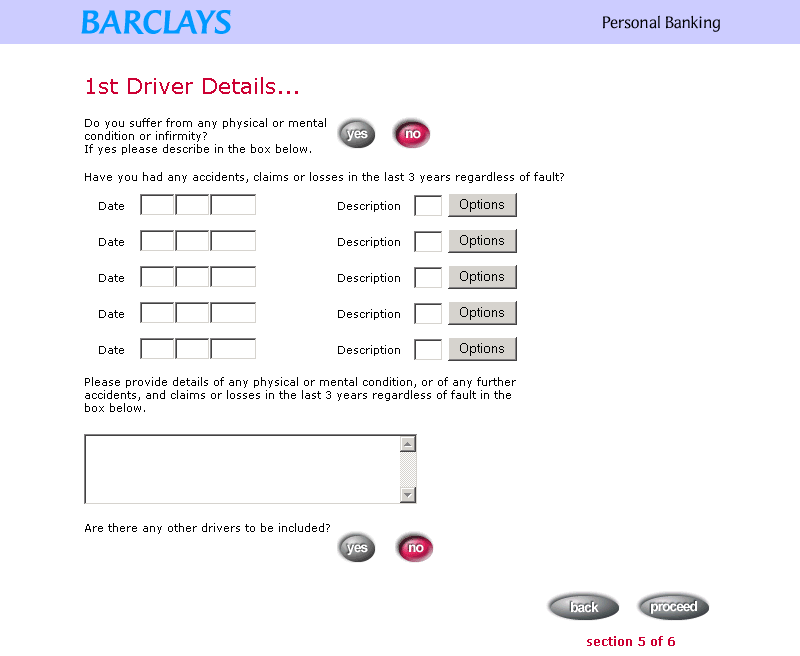 BARCLAYS
Personal Banking
1st Driver Details...
Do you suffer from any physical or mental
condition or infirmity?
If yes please describe in the box below.
yes
no
Have you had any accidents, claims or losses in the last 3 years regardless of fault?
Date Description Options
Date Description Options
Date Description Options
Date Description Options
Date Description Options
Please provide details of any physical or mental condition, or of any further
accidents, and claims or losses in the last 3 years regardless of fault in the
box below.
Are there any other drivers to be included?
yes
no
back
proceed
section 5 of 6